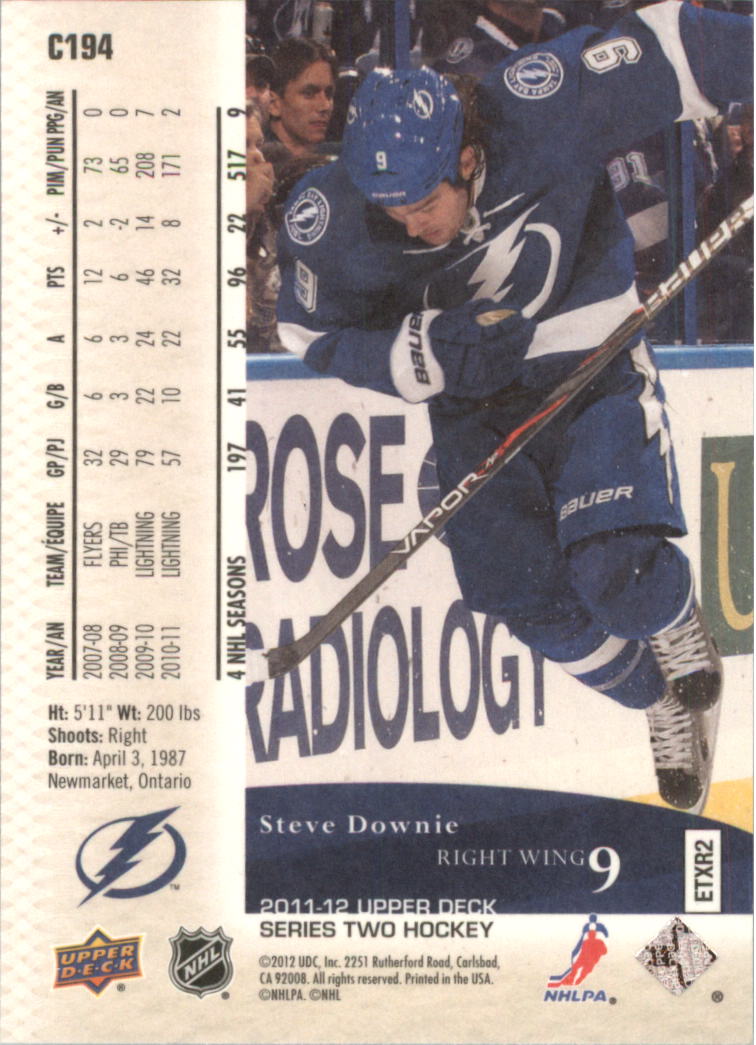 C194
YEAR/AN TEAM/ÉQUIPE GP/PJ G/B A PTS +/- PIM/PUN PPG/AN
2007-08 FLYERS 32 6 6 12 2 73 0
2008-09 PHI/TB 29 3 3 6 -2 65 0
2009-10 LIGHTNING 79 22 24 46 14 208 7
2010-11 LIGHTNING 57 10 22 32 8 171 2
4 NHL SEASONS 197 41 55 96 22 517 9
Ht: 5'11" Wt: 200 lbs
Shoots: Right
Born: April 3, 1987
Newmarket, Ontario
TM
9
9
9
91
BAUER
BAUER
BAUER
VAPOR
ROSE
RADIOLOGY
Steve Downie
RIGHT WING 9
ETXR2
2011-12 UPPER DECK
SERIES TWO HOCKEY
©2012 UDC, Inc. 2251 Rutherford Road, Carlsbad,
CA 92008. All rights reserved. Printed in the USA.
©NHLPA. ©NHL
UPPER
D·E·C·K
®
NHL
®
NHLPA®
®